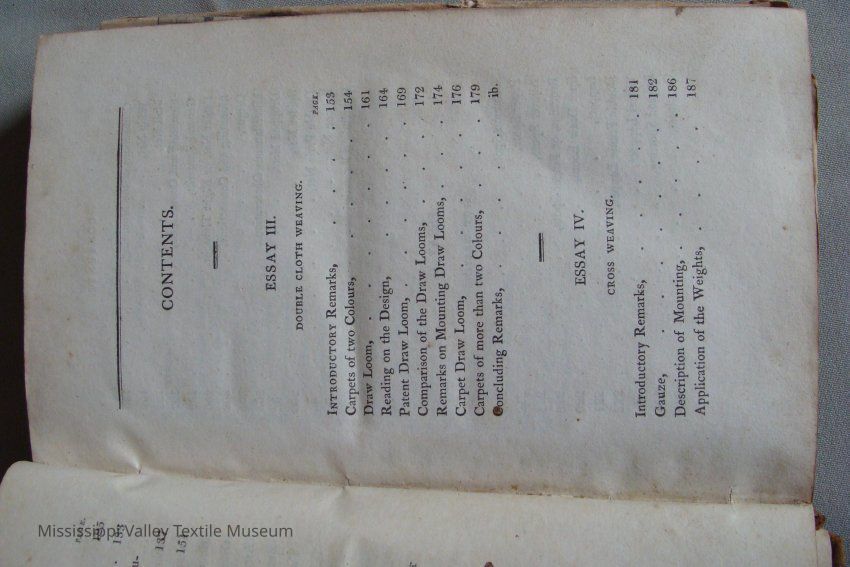 CONTENTS.
ESSAY III.
DOUBLE CLOTH WEAVING.
PAGE.
INTRODUCTORY Remarks, . . . . 153
Carpets of two Colours, . . . . 154
Draw Loom, . . . . . . 161
Reading on the Design, . . . . 164
Patent Draw Loom, . . . . . 169
Comparison of the Draw Looms, . . . 172
Remarks on Mounting Draw Looms, . . 174
Carpet Draw Loom, . . . . . 176
Carpets of more than two Colours, . . . 179
Concluding Remarks, . . . . . ib.
ESSAY IV.
CROSS WEAVING.
Introductory Remarks, . . . . 181
Gauze, . . . . . . 182
Description of Mounting, . . . . 186
Application of the Weights, . . . . 187
Mississippi Valley Textile Museum